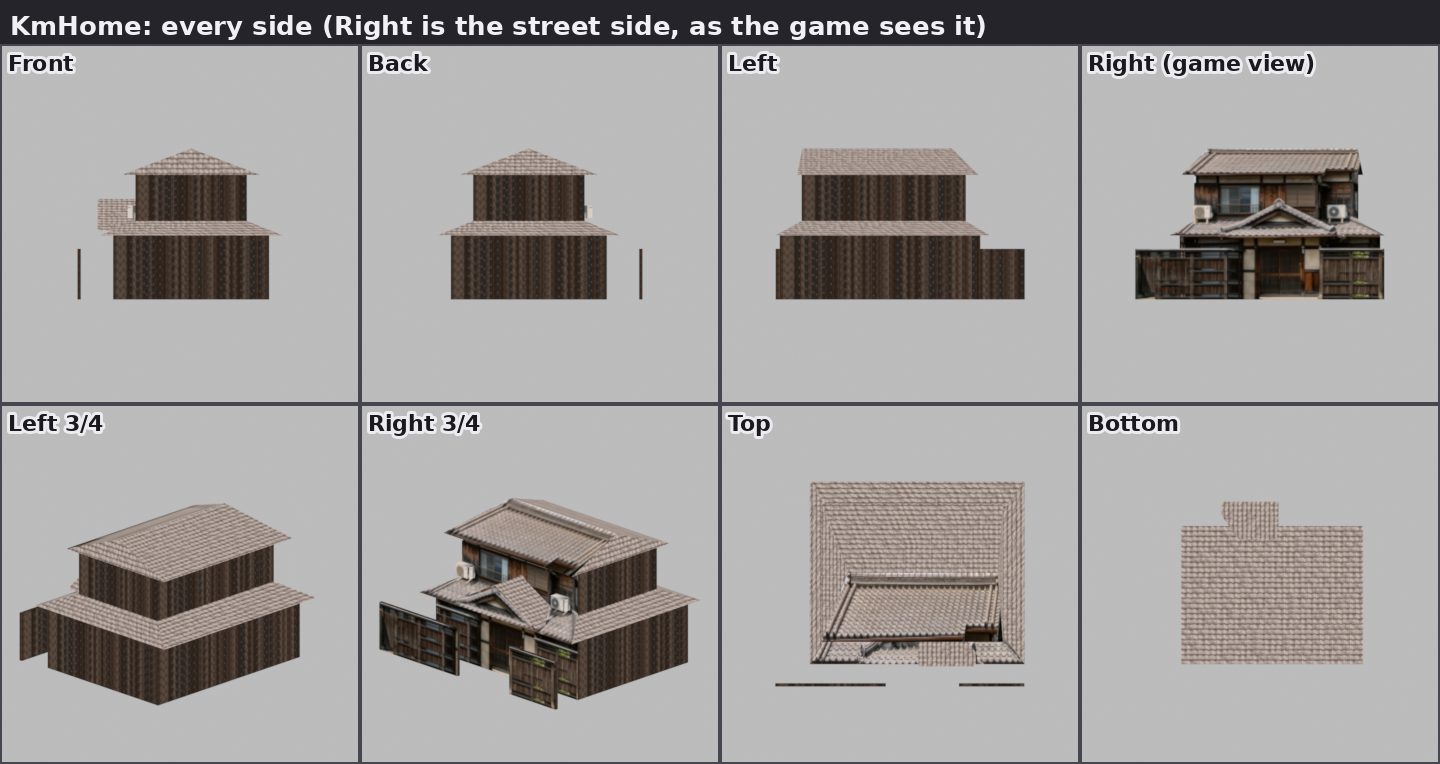 KmHome: every side (Right is the street side, as the game sees it)
Front
Back
Left
Right (game view)
Left 3/4
Right 3/4
Top
Bottom